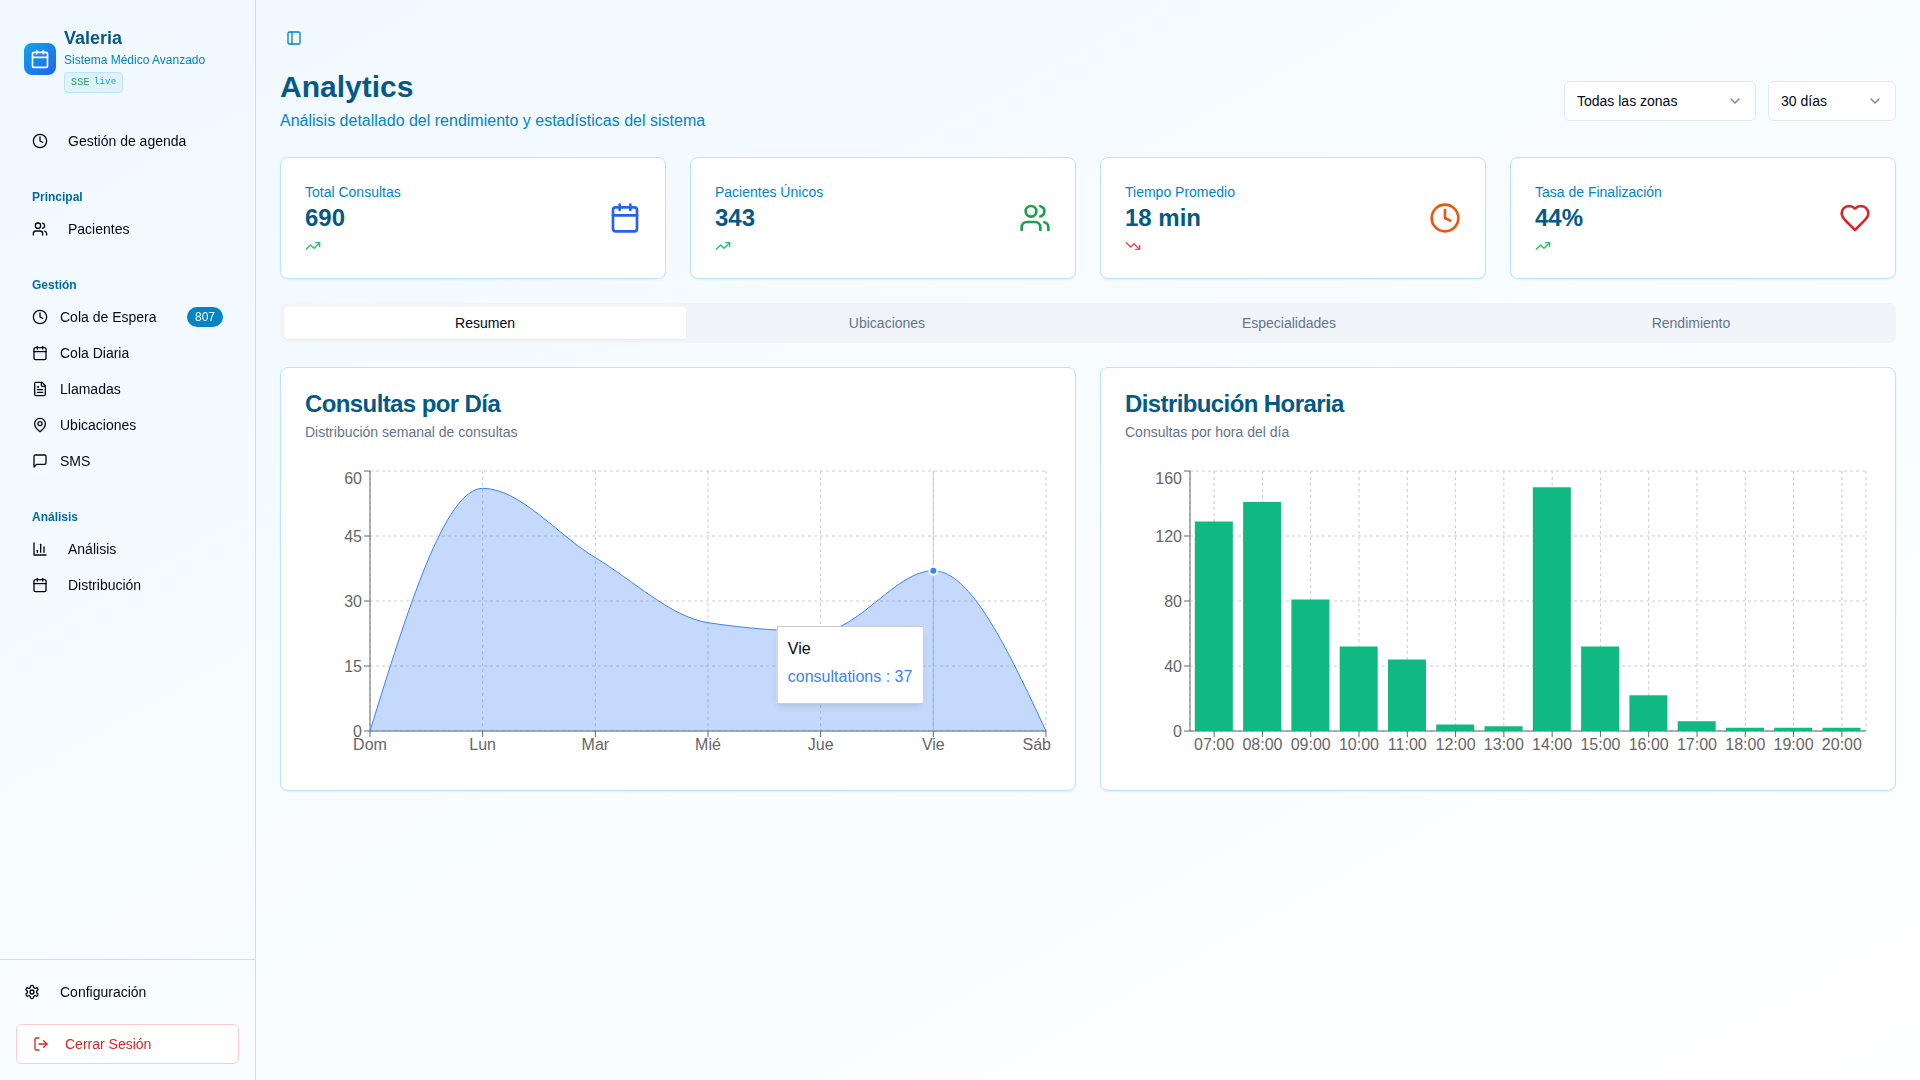 Valeria
Sistema Médico Avanzado
SSE live
Gestión de agenda
Principal
Pacientes
Gestión
Cola de Espera 807
Cola Diaria
Llamadas
Ubicaciones
SMS
Análisis
Análisis
Distribución
Configuración
Cerrar Sesión
Analytics
Análisis detallado del rendimiento y estadísticas del sistema
Todas las zonas
30 días
Total Consultas
690
Pacientes Únicos
343
Tiempo Promedio
18 min
Tasa de Finalización
44%
Resumen
Ubicaciones
Especialidades
Rendimiento
Consultas por Día
Distribución semanal de consultas
60
45
30
15
0
Dom Lun Mar Mié Jue Vie Sáb
Vie
consultations : 37
Distribución Horaria
Consultas por hora del día
160
120
80
40
0
07:00 08:00 09:00 10:00 11:00 12:00 13:00 14:00 15:00 16:00 17:00 18:00 19:00 20:00